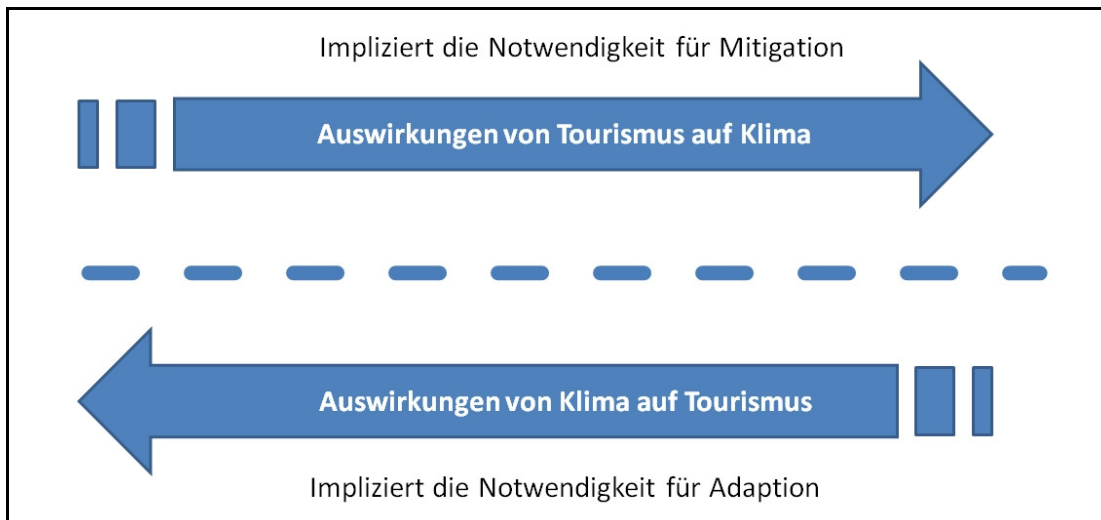 Impliziert die Notwendigkeit für Mitigation
Auswirkungen von Tourismus auf Klima
Auswirkungen von Klima auf Tourismus
Impliziert die Notwendigkeit für Adaption